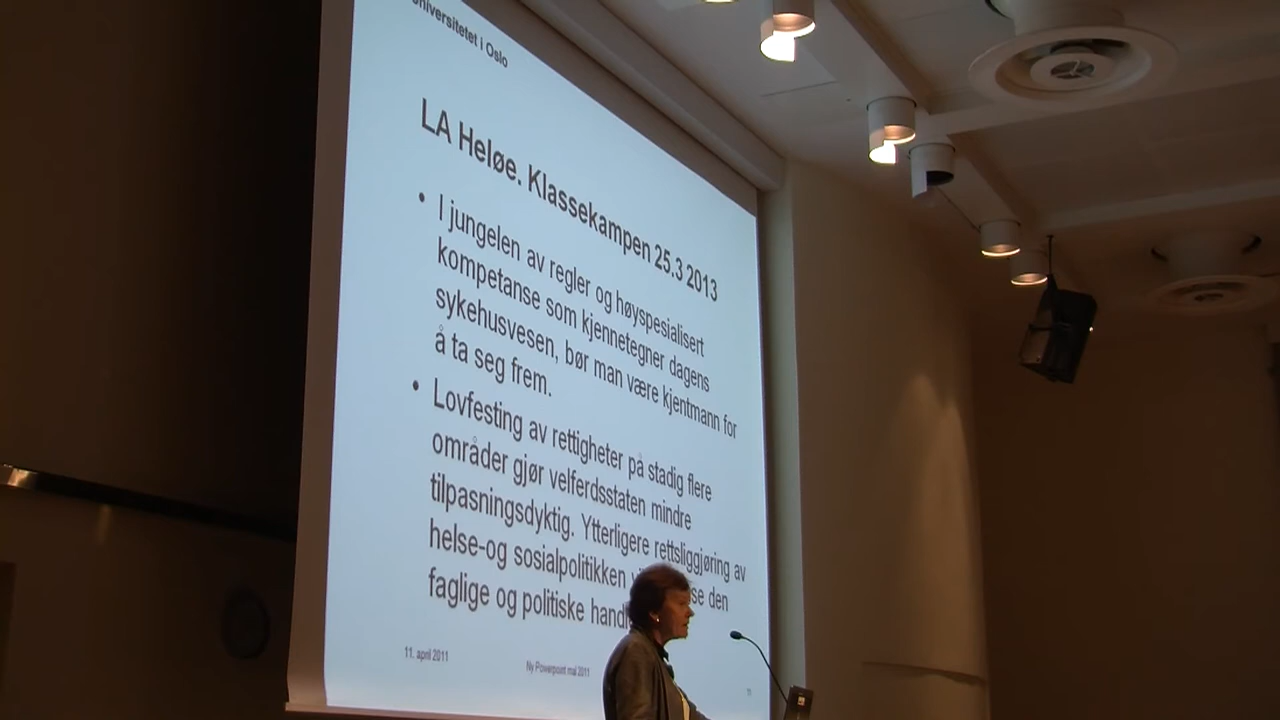 Universitetet i Oslo
LA Heløe. Klassekampen 25.3 2013
• I jungelen av regler og høyspesialisert
kompetanse som kjennetegner dagens
sykehusvesen, bør man være kjentmann for
å ta seg frem.
• Lovfesting av rettigheter på stadig flere
områder gjør velferdsstaten mindre
tilpasningsdyktig. Ytterligere rettsliggjøring av
helse-og sosialpolitikken den
faglige og politiske
11. april 2011
Ny Powerpoint mal 2011
11